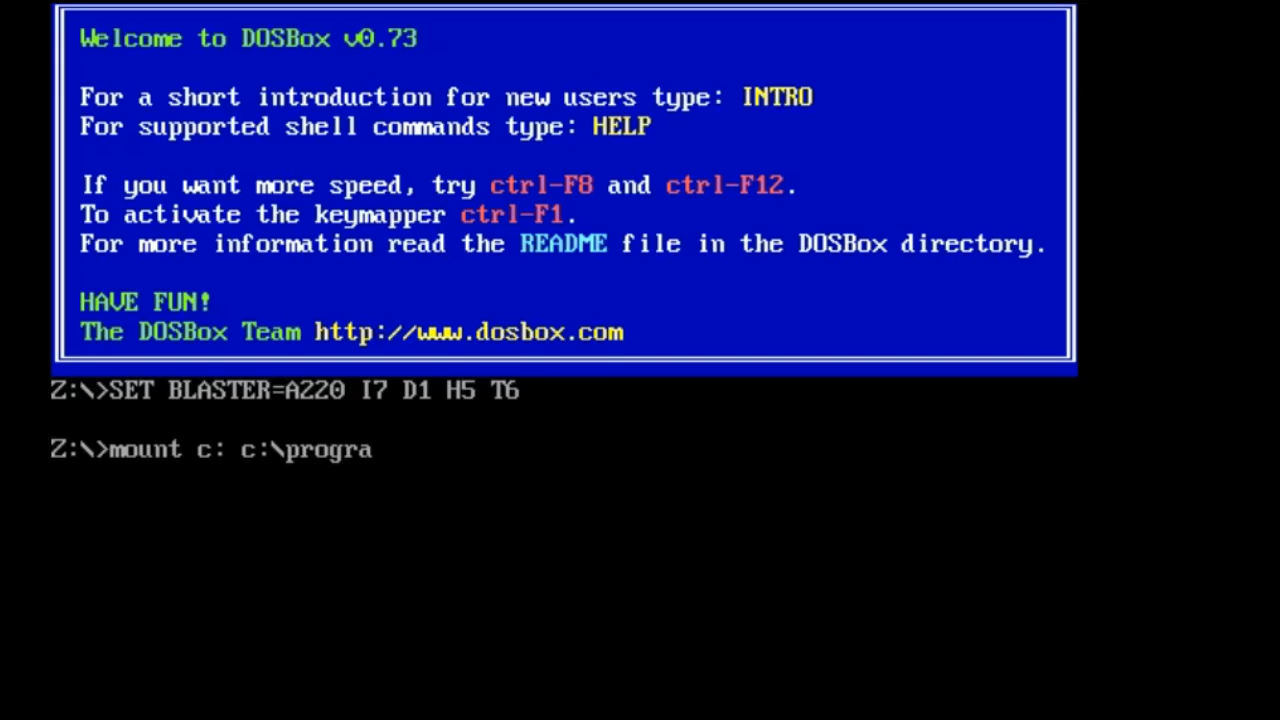 Welcome to DOSBox v0.73
For a short introduction for new users type: INTRO
For supported shell commands type: HELP
If you want more speed, try ctrl-F8 and ctrl-F12.
To activate the keymapper ctrl-F1.
For more information read the README file in the DOSBox directory.
HAVE FUN!
The DOSBox Team http://www.dosbox.com
Z:\>SET BLASTER=A220 I7 D1 H5 T6
Z:\>mount c: c:\progra